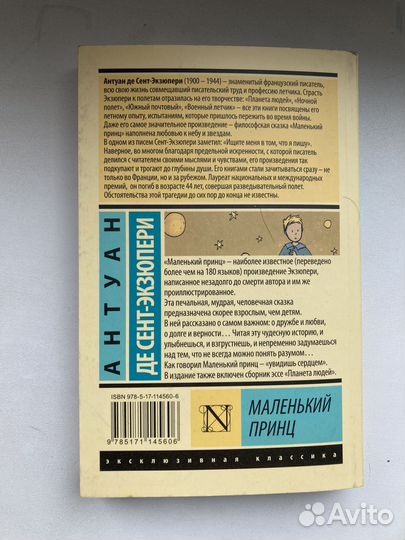 Антуан де Сент-Экзюпери (1900 – 1944) – знаменитый французский писатель,
всю свою жизнь совмещавший писательский труд и профессию летчика. Страсть
Экзюпери к полетам отразилась на его творчестве: «Планета людей», «Ночной
полет», «Южный почтовый», «Военный летчик» – все эти книги посвящены его
летному опыту, испытаниям, которые пришлось пережить во время войны.
Даже его самое значительное произведение – философская сказка «Маленький
принц» наполнена любовью к небу и звездам.
В одном из писем Сент-Экзюпери заметил: «Ищите меня в том, что я пишу».
Наверное, во многом благодаря предельной искренности, с которой писатель
делился с читателем своими мыслями и чувствами, его произведения так
подкупают и трогают до глубины души. Его книгами стали зачитываться сразу – не
только во Франции, но и за рубежом. Лауреат национальных и международных
премий, он погиб в возрасте 44 лет, совершая разведывательный полет.
Обстоятельства этой трагедии до сих пор до конца не известны.
АНТУАН
ДЕ СЕНТ-ЭКЗЮПЕРИ
«Маленький принц» – наиболее известное (переведено
более чем на 180 языков) произведение Экзюпери,
написанное незадолго до смерти автора и им же
проиллюстрированное.
Эта печальная, мудрая, человечная сказка
предназначена скорее взрослым, чем детям.
В ней рассказано о самом важном: о дружбе и любви,
о долге и верности… Читая эту чудесную историю, и
улыбнешься, и взгрустнешь, и непременно задумаешься
над тем, что не всегда можно понять разумом…
Как говорил Маленький принц – «увидишь сердцем».
В издание также включен сборник эссе «Планета людей».
ISBN 978-5-17-114560-6
9 785171 145606
N
МАЛЕНЬКИЙ
ПРИНЦ
эксклюзивная классика
Avito